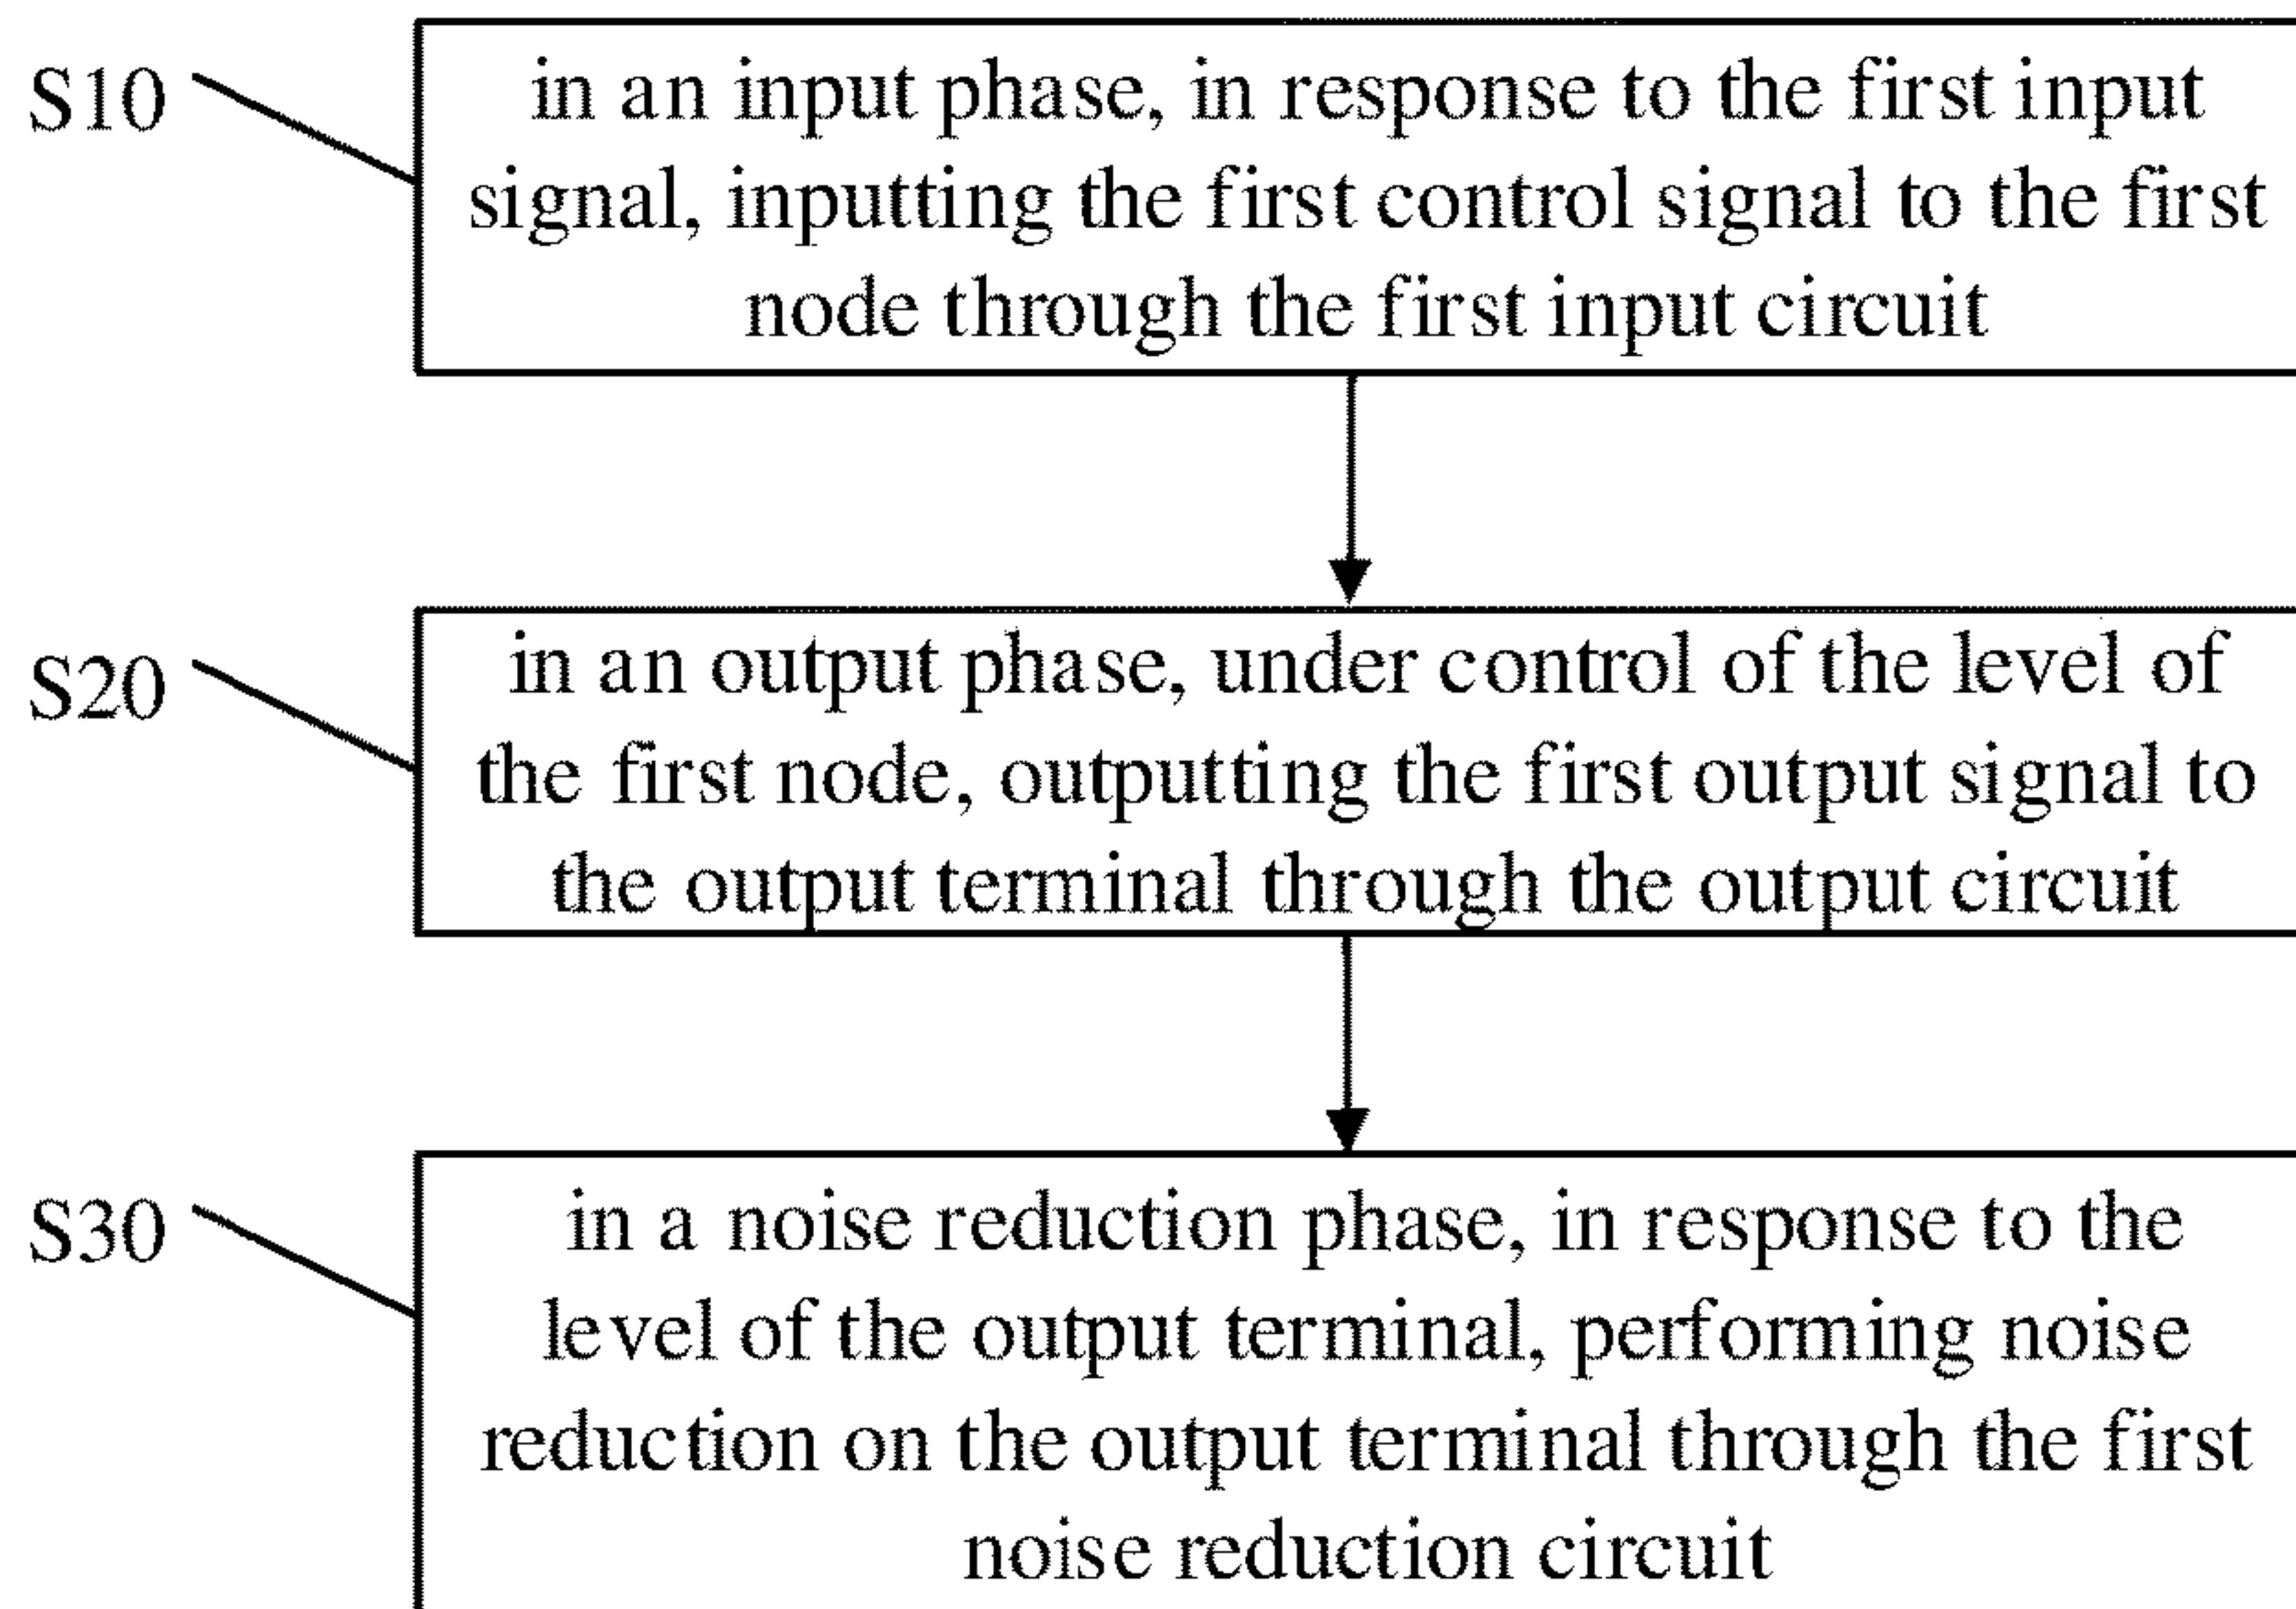 S10
in an input phase, in response to the first input
signal, inputting the first control signal to the first
node through the first input circuit
S20
in an output phase, under control of the level of
the first node, outputting the first output signal to
the output terminal through the output circuit
S30
in a noise reduction phase, in response to the
level of the output terminal, performing noise
reduction on the output terminal through the first
noise reduction circuit